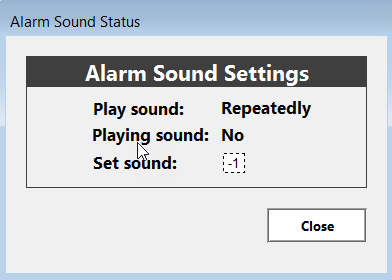 Alarm Sound Status
Alarm Sound Settings
Play sound: Repeatedly
Playing sound: No
Set sound: -1
Close